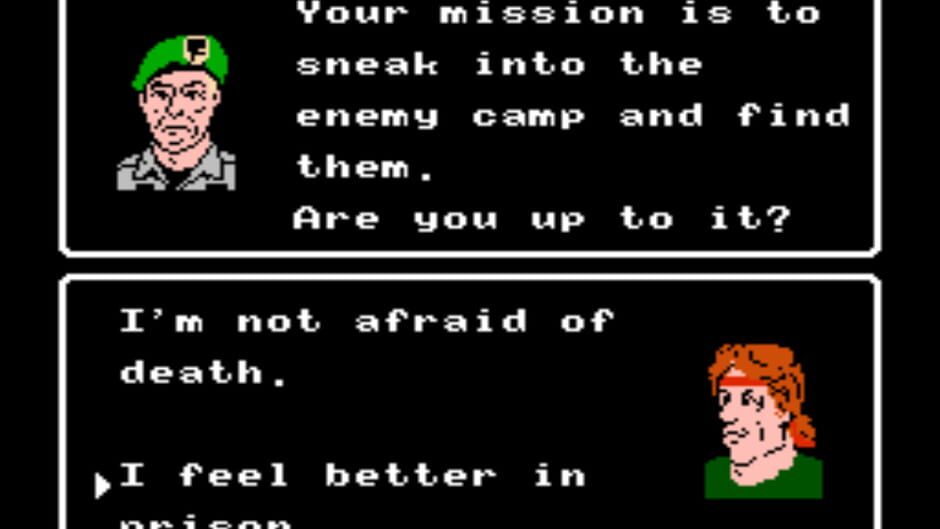 Your mission is to
sneak into the
enemy camp and find
them.
Are you up to it?
I'm not afraid of
death.
I feel better in
prison